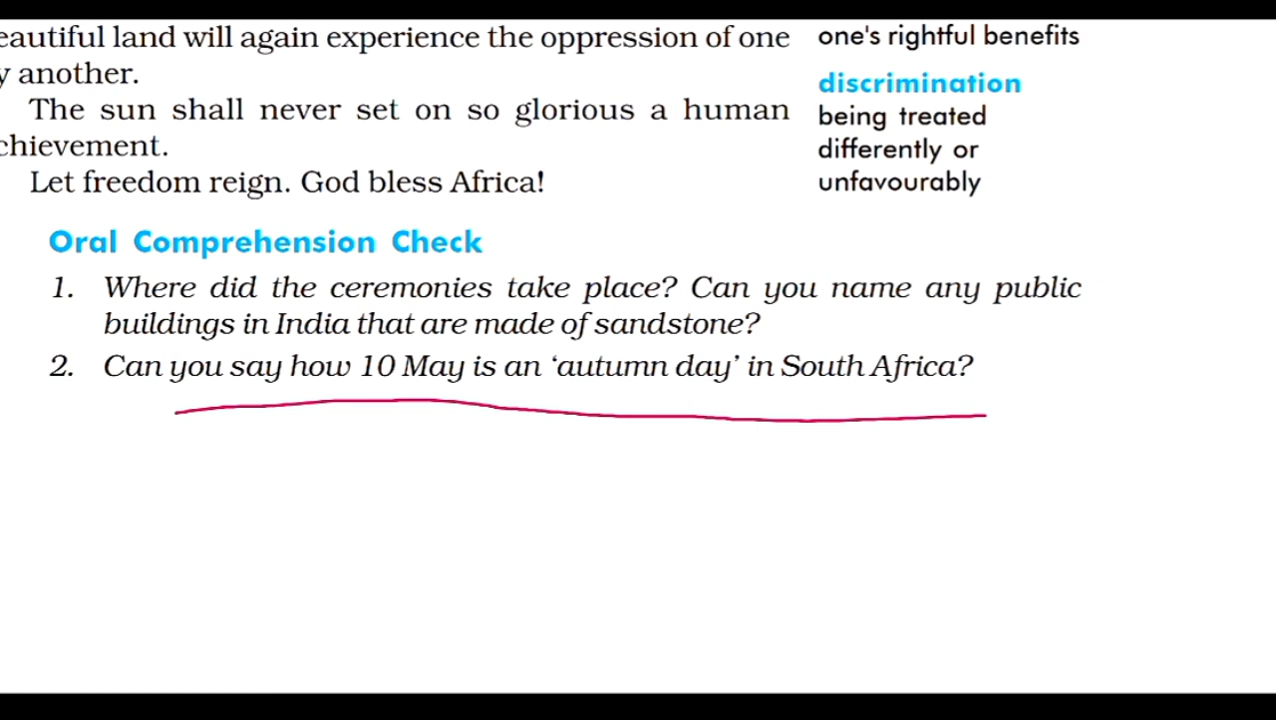 eautiful land will again experience the oppression of one
y another.
The sun shall never set on so glorious a human
chievement.
Let freedom reign. God bless Africa!
one's rightful benefits
discrimination
being treated
differently or
unfavourably
Oral Comprehension Check
1. Where did the ceremonies take place? Can you name any public
buildings in India that are made of sandstone?
2. Can you say how 10 May is an ‘autumn day’ in South Africa?